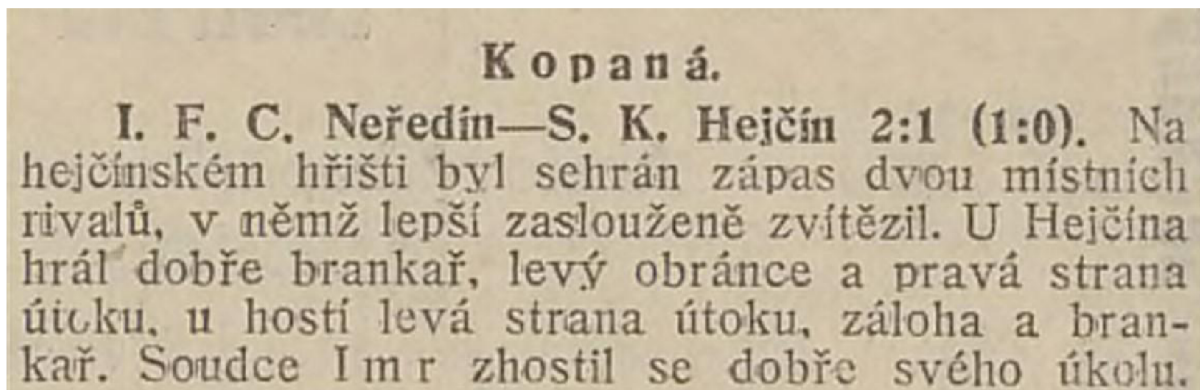 Kopaná.
I. F. C. Neředín—S. K. Hejčín 2:1 (1:0). Na
hejčínském hřišti byl sehrán zápas dvou místních
rivalů, v němž lepší zaslouženě zvítězil. U Hejčína
hrál dobře brankař, levý obránce a pravá strana
útoku, u hostí levá strana útoku, záloha a bran-
kař. Soudce Imr zhostil se dobře svého úkolu.